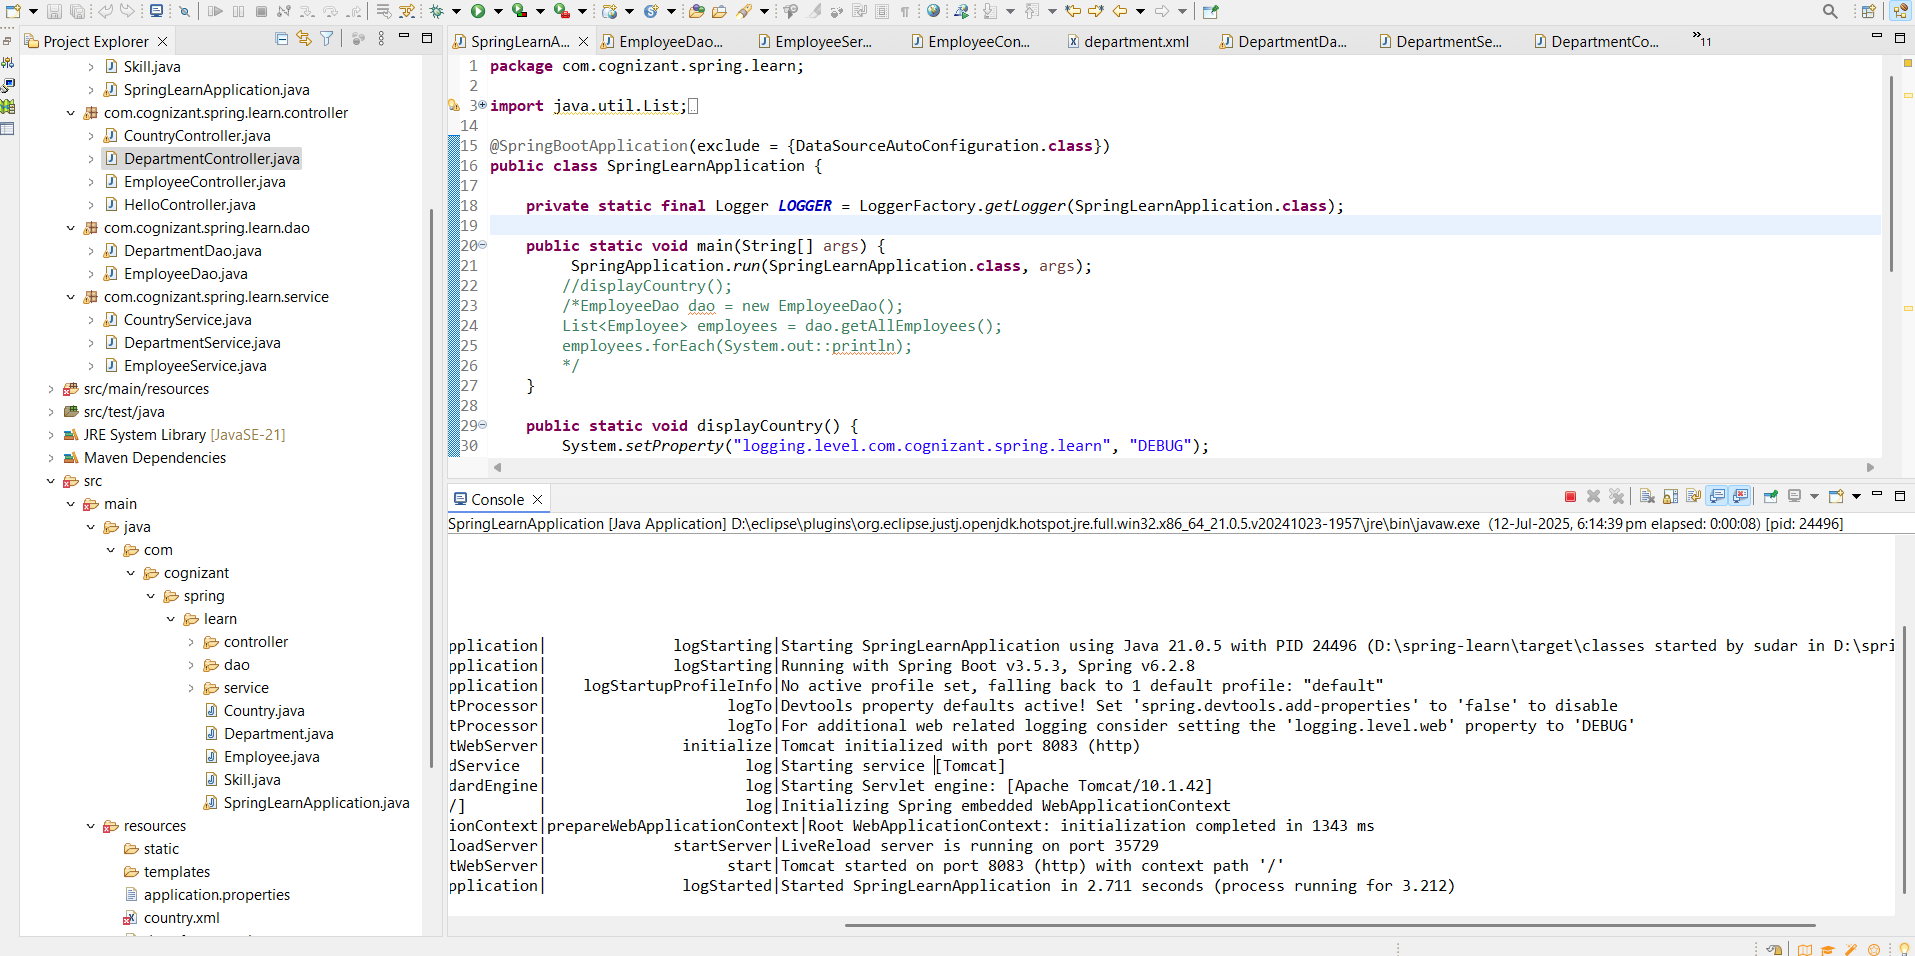 Project Explorer
Skill.java
SpringLearnApplication.java
com.cognizant.spring.learn.controller
CountryController.java
DepartmentController.java
EmployeeController.java
HelloController.java
com.cognizant.spring.learn.dao
DepartmentDao.java
EmployeeDao.java
com.cognizant.spring.learn.service
CountryService.java
DepartmentService.java
EmployeeService.java
src/main/resources
src/test/java
JRE System Library [JavaSE-21]
Maven Dependencies
src
main
java
com
cognizant
spring
learn
controller
dao
service
Country.java
Department.java
Employee.java
Skill.java
SpringLearnApplication.java
resources
static
templates
application.properties
country.xml
SpringLearnA... EmployeeDao... EmployeeSer... EmployeeCon... department.xml DepartmentDa... DepartmentSe... DepartmentCo... »11
1 package com.cognizant.spring.learn;
2
3 import java.util.List;
14
15 @SpringBootApplication(exclude = {DataSourceAutoConfiguration.class})
16 public class SpringLearnApplication {
17
18 private static final Logger LOGGER = LoggerFactory.getLogger(SpringLearnApplication.class);
19
20 public static void main(String[] args) {
21 SpringApplication.run(SpringLearnApplication.class, args);
22 //displayCountry();
23 /*EmployeeDao dao = new EmployeeDao();
24 List<Employee> employees = dao.getAllEmployees();
25 employees.forEach(System.out::println);
26 */
27 }
28
29 public static void displayCountry() {
30 System.setProperty("logging.level.com.cognizant.spring.learn", "DEBUG");
Console
SpringLearnApplication [Java Application] D:\eclipse\plugins\org.eclipse.justj.openjdk.hotspot.jre.full.win32.x86_64_21.0.5.v20241023-1957\jre\bin\javaw.exe (12-Jul-2025, 6:14:39 pm elapsed: 0:00:08) [pid: 24496]
pplication| logStarting|Starting SpringLearnApplication using Java 21.0.5 with PID 24496 (D:\spring-learn\target\classes started by sudar in D:\spri
pplication| logStarting|Running with Spring Boot v3.5.3, Spring v6.2.8
pplication| logStartupProfileInfo|No active profile set, falling back to 1 default profile: "default"
tProcessor| logTo|Devtools property defaults active! Set 'spring.devtools.add-properties' to 'false' to disable
tProcessor| logTo|For additional web related logging consider setting the 'logging.level.web' property to 'DEBUG'
tWebServer| initialize|Tomcat initialized with port 8083 (http)
dService | log|Starting service [Tomcat]
dardEngine| log|Starting Servlet engine: [Apache Tomcat/10.1.42]
/] | log|Initializing Spring embedded WebApplicationContext
ionContext|prepareWebApplicationContext|Root WebApplicationContext: initialization completed in 1343 ms
loadServer| startServer|LiveReload server is running on port 35729
tWebServer| start|Tomcat started on port 8083 (http) with context path '/'
pplication| logStarted|Started SpringLearnApplication in 2.711 seconds (process running for 3.212)